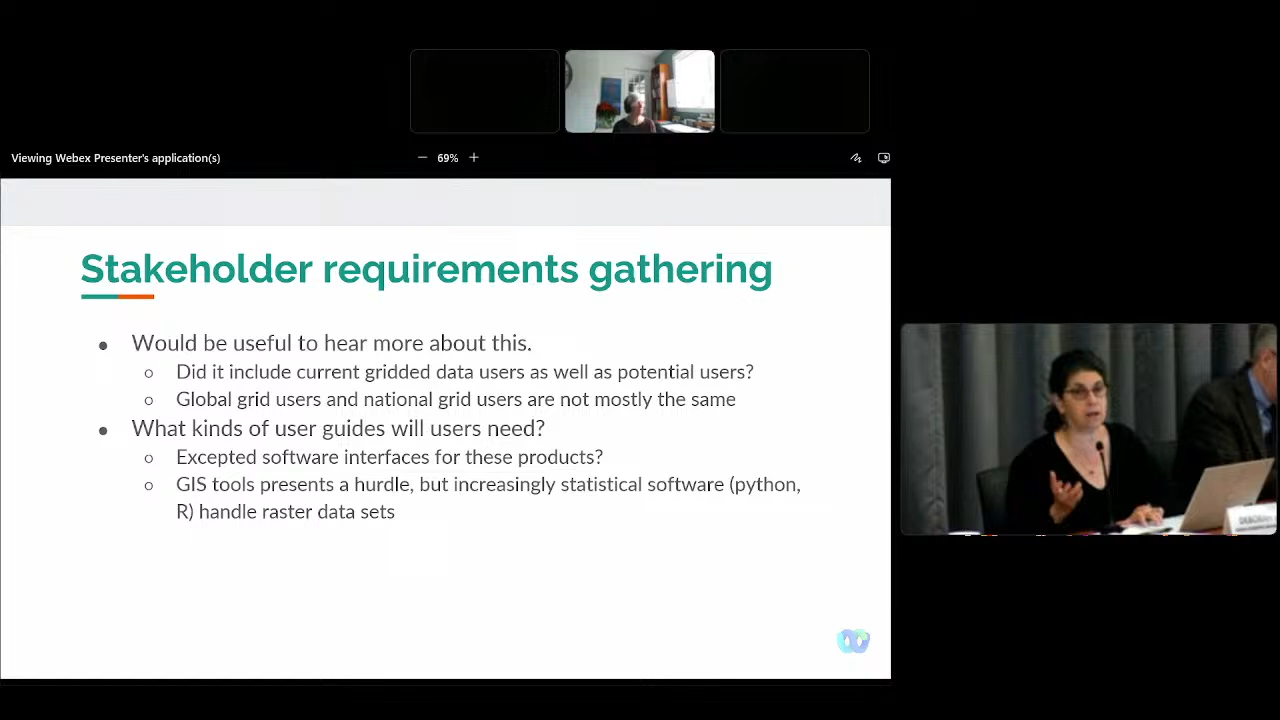 Viewing Webex Presenter's application(s)
69%
Stakeholder requirements gathering
Would be useful to hear more about this.
Did it include current gridded data users as well as potential users?
Global grid users and national grid users are not mostly the same
What kinds of user guides will users need?
Excepted software interfaces for these products?
GIS tools presents a hurdle, but increasingly statistical software (python,
R) handle raster data sets